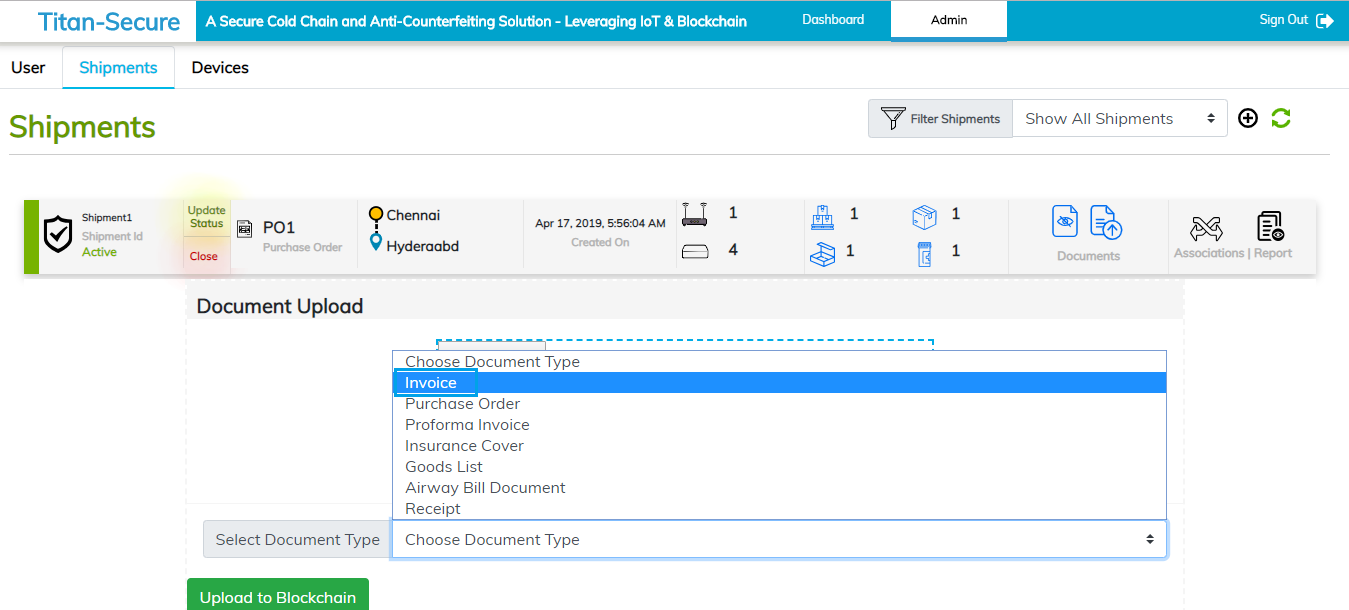 Titan-Secure
A Secure Cold Chain and Anti-Counterfeiting Solution - Leveraging IoT & Blockchain
Dashboard
Admin
Sign Out
User
Shipments
Devices
Shipments
Filter Shipments
Show All Shipments
Shipment1
Shipment Id
Active
Update
Status
Close
PO1
Purchase Order
Chennai
Hyderaabd
Apr 17, 2019, 5:56:04 AM
Created On
1
4
1
1
1
1
Documents
Associations | Report
Document Upload
Choose Document Type
Invoice
Purchase Order
Proforma Invoice
Insurance Cover
Goods List
Airway Bill Document
Receipt
Select Document Type
Choose Document Type
Upload to Blockchain